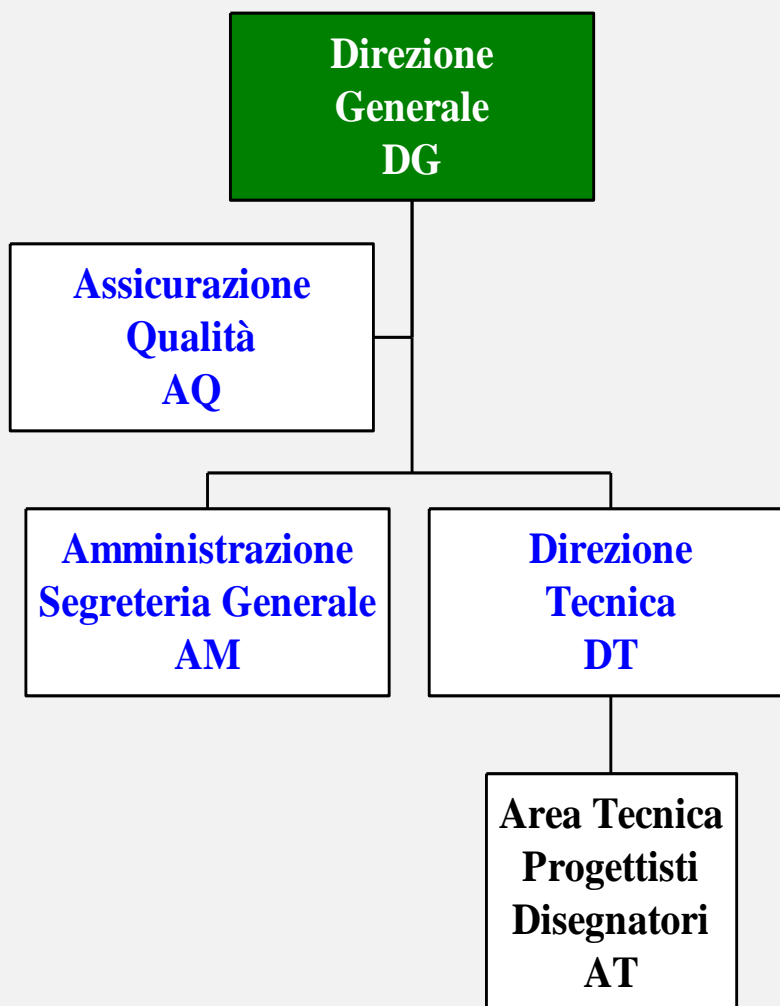 Direzione
Generale
DG
Assicurazione
Qualità
AQ
Amministrazione
Segreteria Generale
AM
Direzione
Tecnica
DT
Area Tecnica
Progettisti
Disegnatori
AT